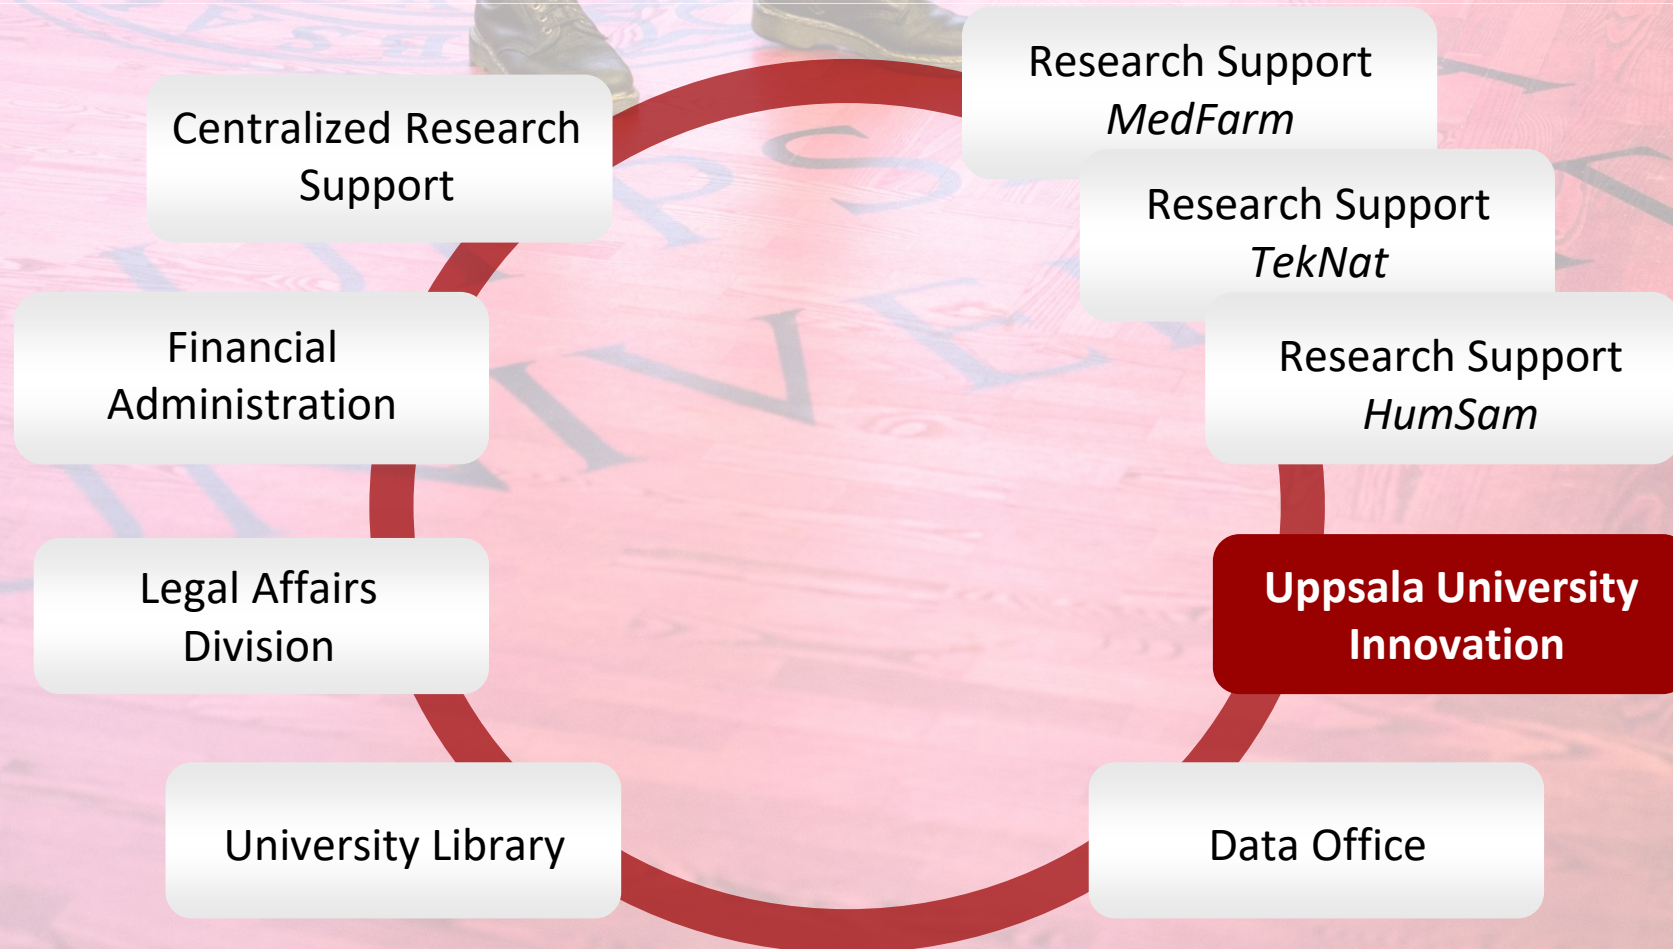 Centralized Research
Support
Financial
Administration
Legal Affairs
Division
University Library
Research Support
MedFarm
Research Support
TekNat
Research Support
HumSam
Uppsala University
Innovation
Data Office